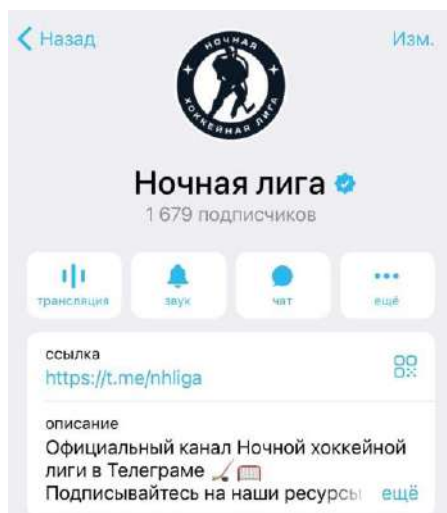 Назад
Изм.
НОЧНАЯ
ХОККЕЙНАЯ ЛИГА
Ночная лига
1 679 подписчиков
трансляция
звук
чат
ещё
ссылка
https://t.me/nhliga
описание
Официальный канал Ночной хоккейной
лиги в Телеграме
Подписывайтесь на наши ресурсы ещё